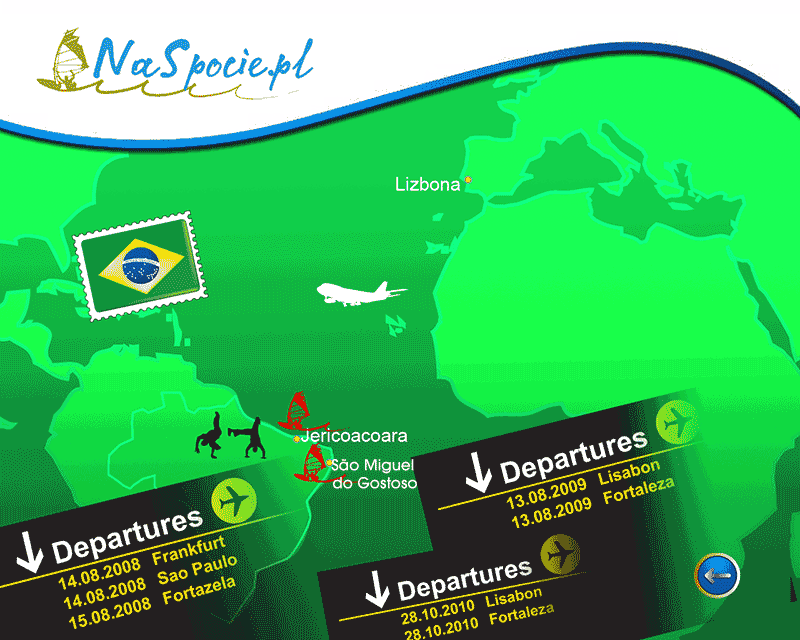 NaSpocie.pl
Lizbona
Jericoacoara
São Miguel
do Gostoso
Departures
13.08.2009 Lisabon
13.08.2009 Fortaleza
Departures
14.08.2008 Frankfurt
14.08.2008 Sao Paulo
15.08.2008 Fortazela
Departures
28.10.2010 Lisabon
28.10.2010 Fortaleza